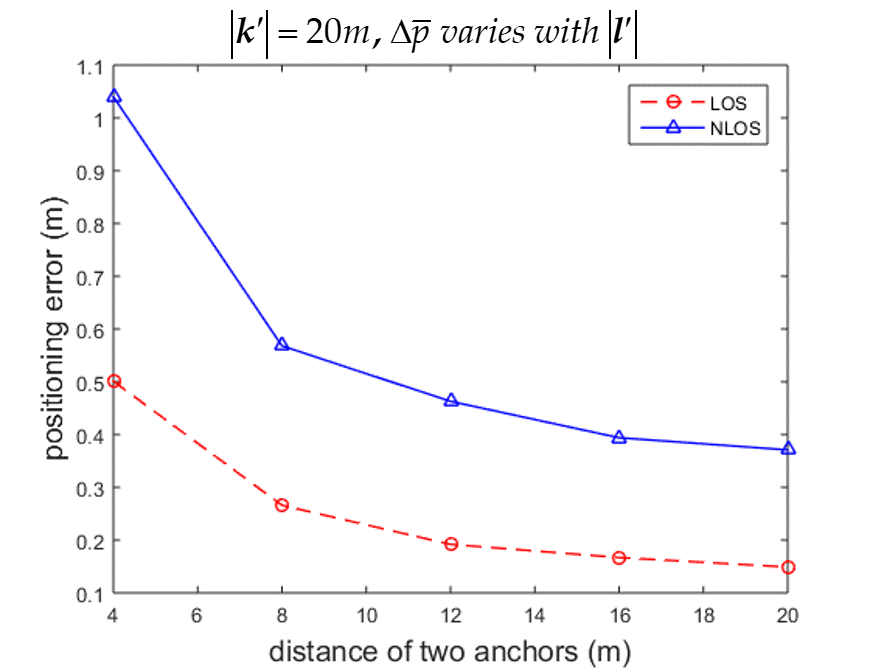 |k′| = 20m, Δp̅ varies with |l′|
1.1
1
0.9
0.8
0.7
0.6
0.5
0.4
0.3
0.2
0.1
positioning error (m)
LOS
NLOS
4 6 8 10 12 14 16 18 20
distance of two anchors (m)